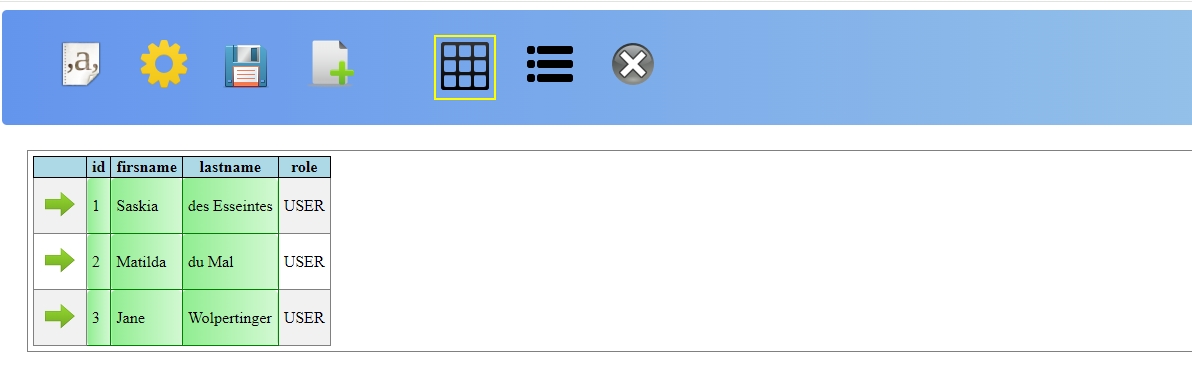 ,a,
id firsname lastname role
1 Saskia des Esseintes USER
2 Matilda du Mal USER
3 Jane Wolpertinger USER